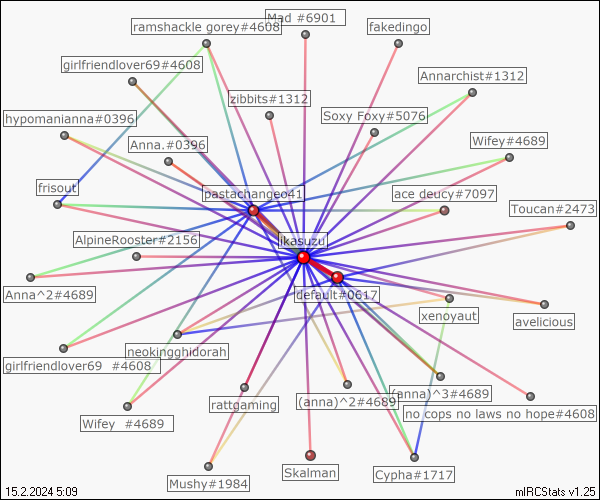 Mad #6901
ramshackle gorey#4608
fakedingo
girlfriendlover69#4608
Annarchist#1312
zibbits#1312
hypomanianna#0396
Soxy Foxy#5076
Anna.#0396
Wifey#4689
frisout
pastachangeo41
ace deucy#7097
Toucan#2473
AlpineRooster#2156
ikasuzu
Anna^2#4689
default#0617
xenoyaut
avelicious
neokingghidorah
girlfriendlover69 #4608
(anna)^3#4689
rattgaming
(anna)^2#4689
no cops no laws no hope#4608
Wifey #4689
Skalman
Cypha#1717
Mushy#1984
15.2.2024 5:09
mIRCStats v1.25